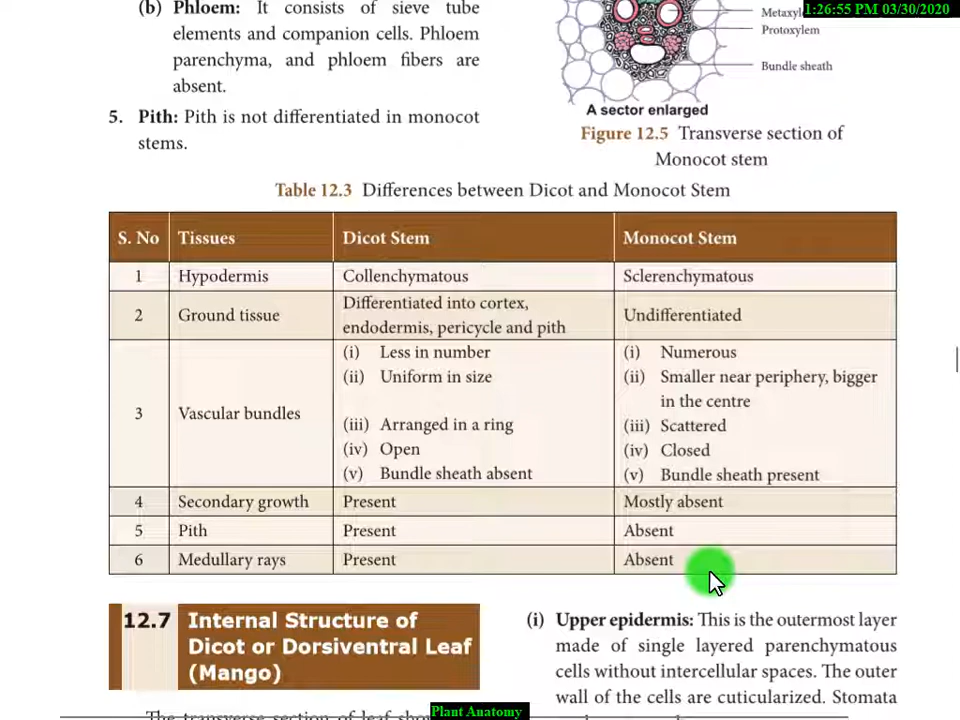 1:26:55 PM 03/30/2020
(b) Phloem: It consists of sieve tube
elements and companion cells. Phloem
parenchyma, and phloem fibers are
absent.
5. Pith: Pith is not differentiated in monocot
stems.
Protoxylem
Bundle sheath
A sector enlarged
Figure 12.5 Transverse section of
Monocot stem
Table 12.3 Differences between Dicot and Monocot Stem
S. No Tissues Dicot Stem Monocot Stem
1 Hypodermis Collenchymatous Sclerenchymatous
2 Ground tissue Differentiated into cortex, Undifferentiated
endodermis, pericycle and pith
3 Vascular bundles
(i) Less in number
(ii) Uniform in size
(iii) Arranged in a ring
(iv) Open
(v) Bundle sheath absent
(i) Numerous
(ii) Smaller near periphery, bigger
in the centre
(iii) Scattered
(iv) Closed
(v) Bundle sheath present
4 Secondary growth Present Mostly absent
5 Pith Present Absent
6 Medullary rays Present Absent
12.7 Internal Structure of
Dicot or Dorsiventral Leaf
(Mango)
The transverse section of leaf
(i) Upper epidermis: This is the outermost layer
made of single layered parenchymatous
cells without intercellular spaces. The outer
wall of the cells are cuticularized. Stomata
Plant Anatomy